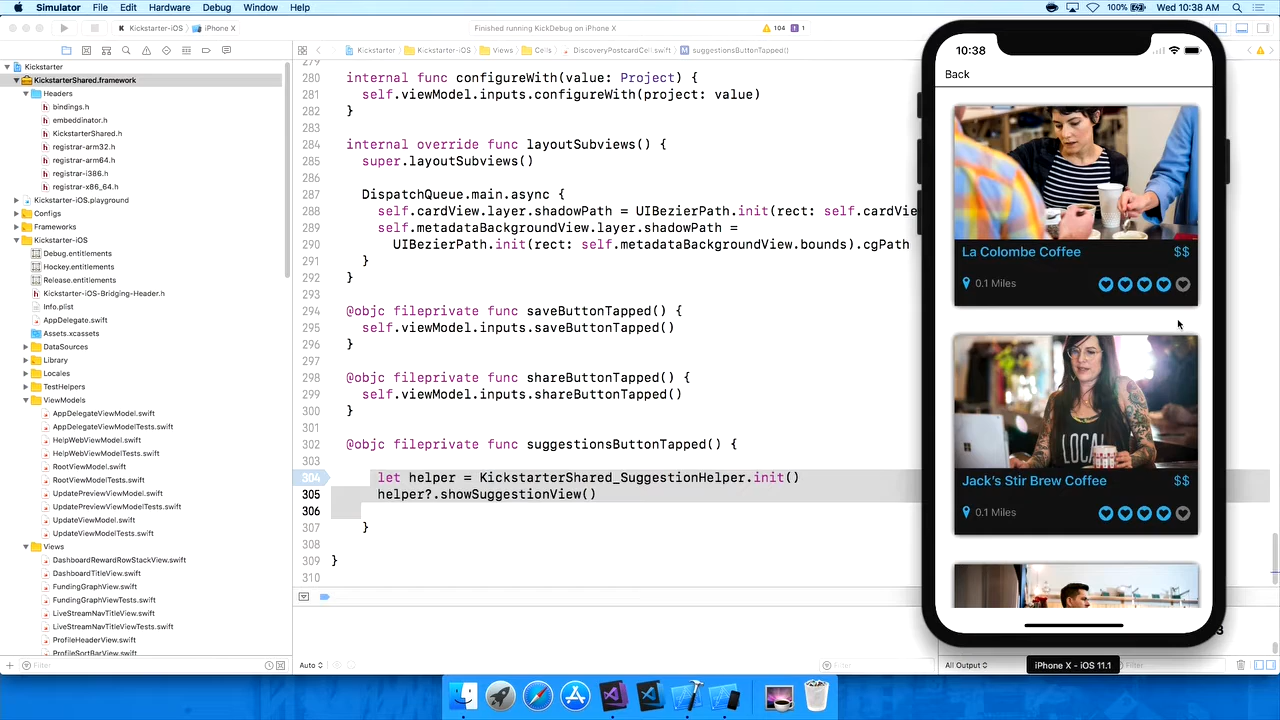 Simulator File Edit Hardware Debug Window Help
100% Wed 10:38 AM
Kickstarter-iOS iPhone X
Finished running KickDebug on iPhone X
104 1
Kickstarter Kickstarter-iOS Views Cells DiscoveryPostcardCell.swift suggestionsButtonTapped()
Kickstarter
KickstarterShared.framework
Headers
bindings.h
embeddinator.h
KickstarterShared.h
registrar-arm32.h
registrar-arm64.h
registrar-i386.h
registrar-x86_64.h
Kickstarter-iOS.playground
Configs
Frameworks
Kickstarter-iOS
Debug.entitlements
Hockey.entitlements
Release.entitlements
Kickstarter-iOS-Bridging-Header.h
Info.plist
AppDelegate.swift
Assets.xcassets
DataSources
Library
Locales
TestHelpers
ViewModels
AppDelegateViewModel.swift
AppDelegateViewModelTests.swift
HelpWebViewModel.swift
HelpWebViewModelTests.swift
RootViewModel.swift
RootViewModelTests.swift
UpdatePreviewViewModel.swift
UpdatePreviewViewModelTests.swift
UpdateViewModel.swift
UpdateViewModelTests.swift
Views
DashboardRewardRowStackView.swift
DashboardTitleView.swift
FundingGraphView.swift
FundingGraphViewTests.swift
LiveStreamNavTitleView.swift
LiveStreamNavTitleViewTests.swift
ProfileHeaderView.swift
ProfileSortBarView.swift
Filter
279
280 internal func configureWith(value: Project) {
281 self.viewModel.inputs.configureWith(project: value)
282 }
283
284 internal override func layoutSubviews() {
285 super.layoutSubviews()
286
287 DispatchQueue.main.async {
288 self.cardView.layer.shadowPath = UIBezierPath.init(rect: self.cardVie
289 self.metadataBackgroundView.layer.shadowPath =
290 UIBezierPath.init(rect: self.metadataBackgroundView.bounds).cgPath
291 }
292 }
293
294 @objc fileprivate func saveButtonTapped() {
295 self.viewModel.inputs.saveButtonTapped()
296 }
297
298 @objc fileprivate func shareButtonTapped() {
299 self.viewModel.inputs.shareButtonTapped()
300 }
301
302 @objc fileprivate func suggestionsButtonTapped() {
303
304 let helper = KickstarterShared_SuggestionHelper.init()
305 helper?.showSuggestionView()
306
307 }
308
309 }
310
Auto
Filter
All Output
Filter
10:38
Back
La Colombe Coffee $$
0.1 Miles
LOCAL
Jack's Stir Brew Coffee $$
0.1 Miles
iPhone X - iOS 11.1